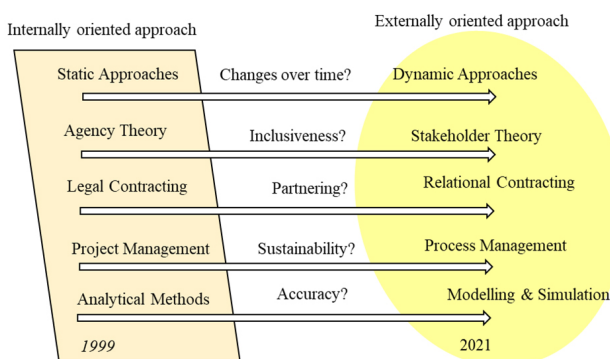 Internally oriented approach
Externally oriented approach
Static Approaches Changes over time? Dynamic Approaches
Agency Theory Inclusiveness? Stakeholder Theory
Legal Contracting Partnering? Relational Contracting
Project Management Sustainability? Process Management
Analytical Methods Accuracy? Modelling & Simulation
1999 2021